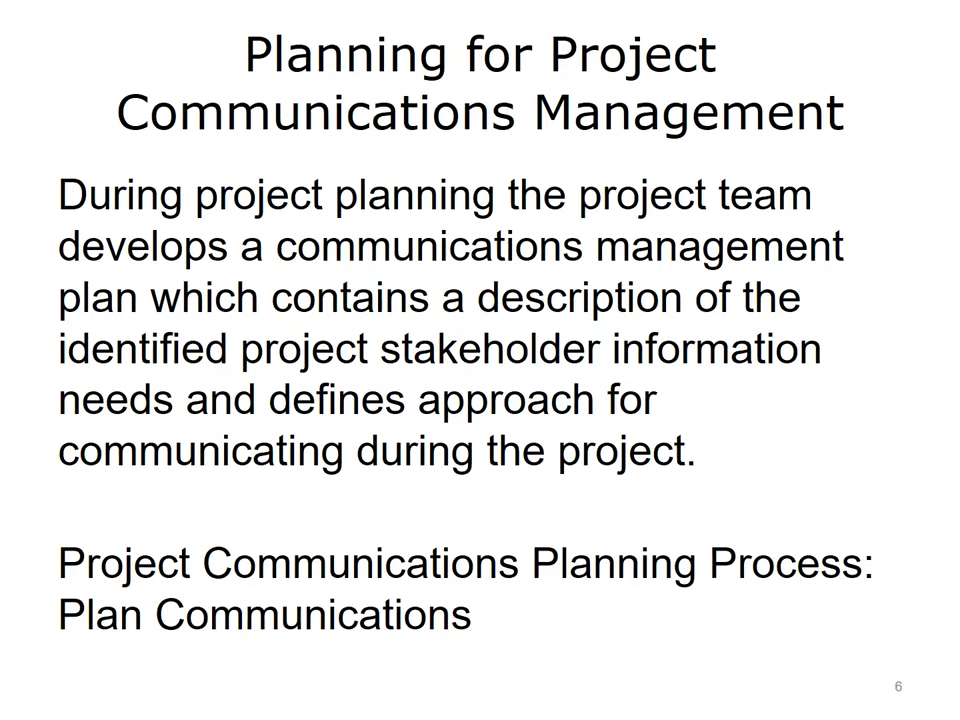 Planning for Project
Communications Management
During project planning the project team
develops a communications management
plan which contains a description of the
identified project stakeholder information
needs and defines approach for
communicating during the project.
Project Communications Planning Process:
Plan Communications
6